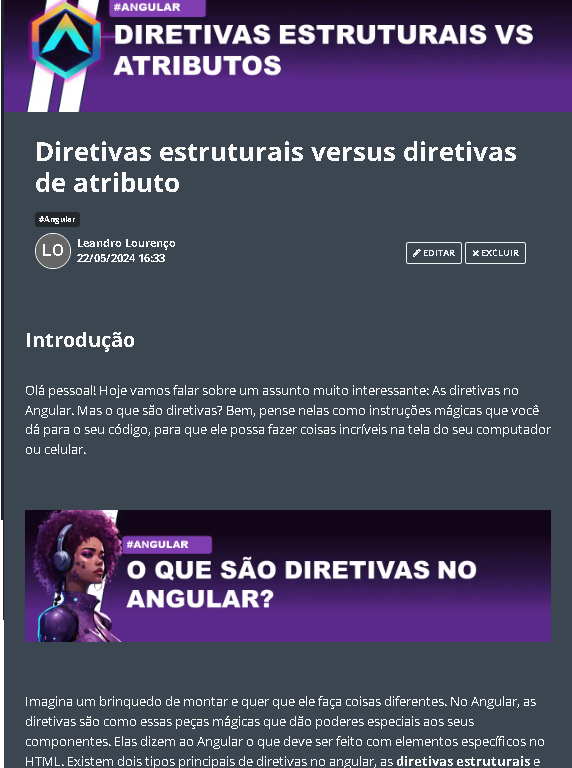 #ANGULAR
DIRETIVAS ESTRUTURAIS VS
ATRIBUTOS
Diretivas estruturais versus diretivas
de atributo
#Angular
LO
Leandro Lourenço
22/05/2024 16:33
EDITAR
EXCLUIR
Introdução
Olá pessoal! Hoje vamos falar sobre um assunto muito interessante: As diretivas no
Angular. Mas o que são diretivas? Bem, pense nelas como instruções mágicas que você
dá para o seu código, para que ele possa fazer coisas incríveis na tela do seu computador
ou celular.
#ANGULAR
O QUE SÃO DIRETIVAS NO
ANGULAR?
Imagina um brinquedo de montar e quer que ele faça coisas diferentes. No Angular, as
diretivas são como essas peças mágicas que dão poderes especiais aos seus
componentes. Elas dizem ao Angular o que deve ser feito com elementos específicos no
HTML. Existem dois tipos principais de diretivas no angular, as diretivas estruturais e